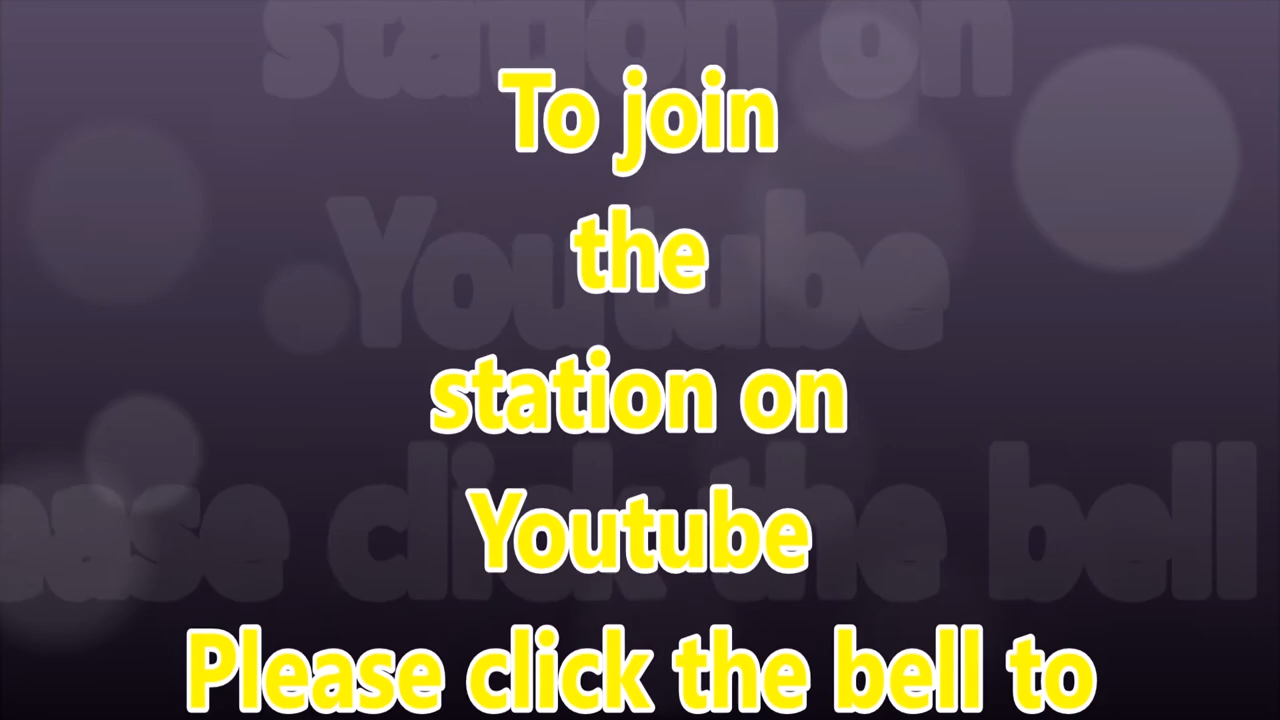 To join
the
station on
Youtube
Please click the bell to